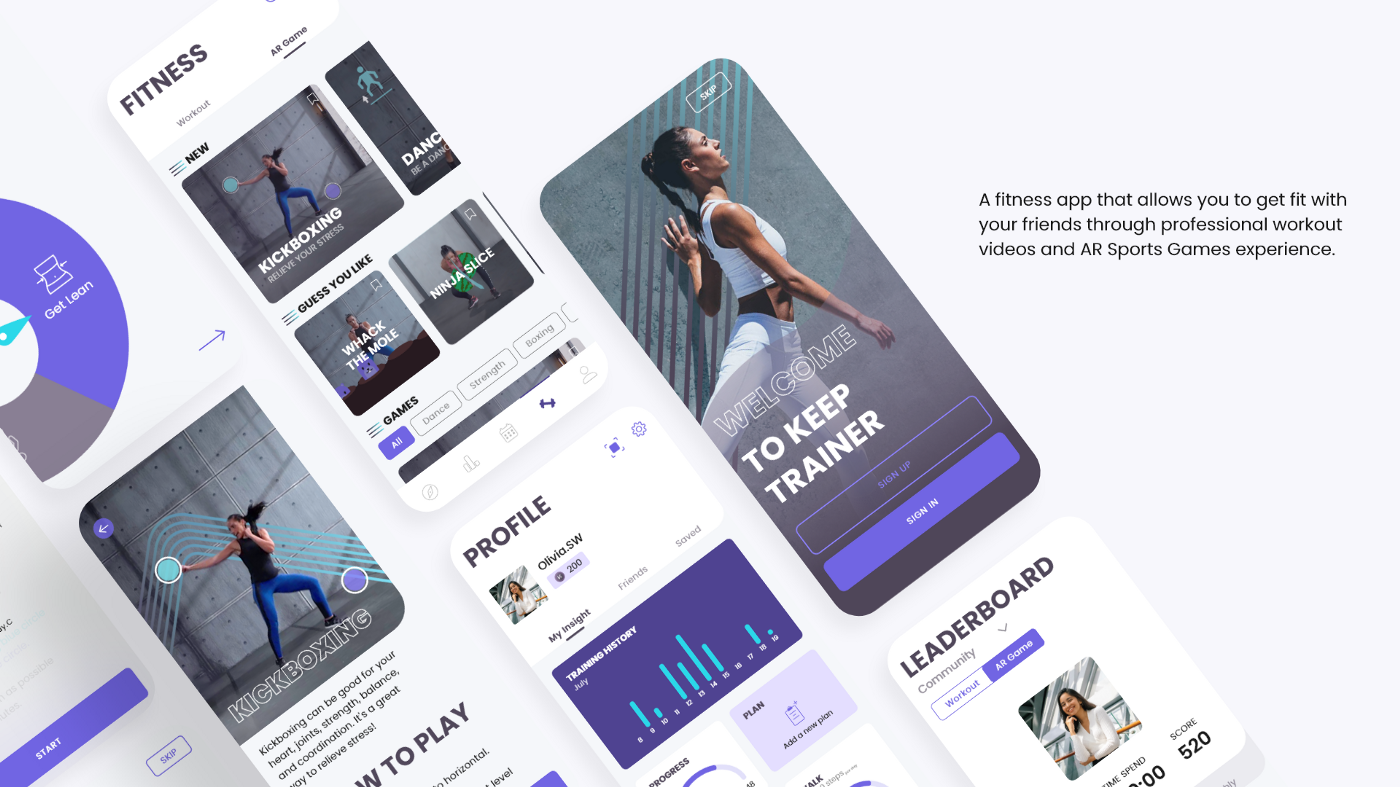 FITNESS
Workout
AR Game
NEW
KICKBOXING
RELIEVE YOUR STRESS
DANC
BE A DANC
GUESS YOU LIKE
WHACK
THE MOLE
NINJA SLICE
GAMES
All
Dance
Strength
Boxing
Get Lean
SKIP
WELCOME
TO KEEP
TRAINER
SIGN UP
SIGN IN
A fitness app that allows you to get fit with
your friends through professional workout
videos and AR Sports Games experience.
START
SKIP
KICKBOXING
Kickboxing can be good for your
heart, joints, strength, balance,
and coordination. It's a great
way to relieve stress!
W TO PLAY
horizontal.
level
PROFILE
Olivia.SW
200
My Insight
Friends
Saved
TRAINING HISTORY
July
8 9 10 11 12 13 14 15 16 17 18 19
PLAN
Add a new plan
PROGRESS
steps
LEADERBOARD
Community
Workout
AR Game
TIME SPEND
:00
SCORE
520